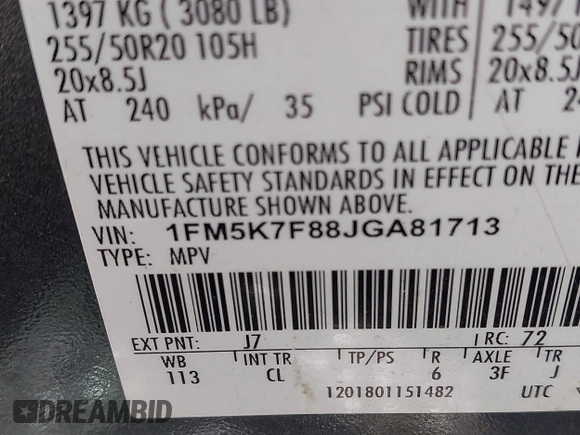 1397 KG ( 3080 LB) WITH
255/50R20 105H TIRES 255/50
20x8.5J RIMS 20x8.5J
AT 240 kPa/ 35 PSI COLD AT
THIS VEHICLE CONFORMS TO ALL APPLICABLE
VEHICLE SAFETY STANDARDS IN EFFECT ON THE
MANUFACTURE SHOWN ABOVE.
VIN: 1FM5K7F88JGA81713
TYPE: MPV
EXT PNT: J7 RC: 72
WB INT TR TP/PS R AXLE TR
113 CL 6 3F J
1201801151482 UTC
DREAMBID